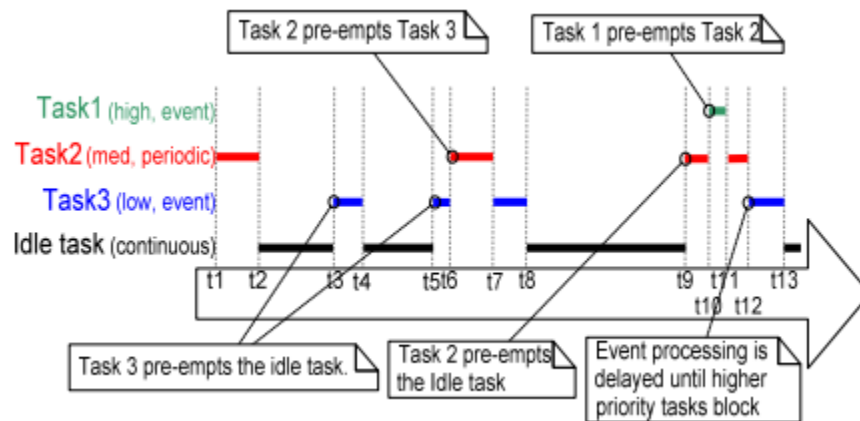 Task 2 pre-empts Task 3
Task 1 pre-empts Task 2
Task1 (high, event)
Task2 (med, periodic)
Task3 (low, event)
Idle task (continuous)
t1 t2 t3 t4 t5 t6 t7 t8 t9 t11 t13
t10 t12
Task 3 pre-empts the idle task.
Task 2 pre-empts
the Idle task
Event processing is
delayed until higher
priority tasks block